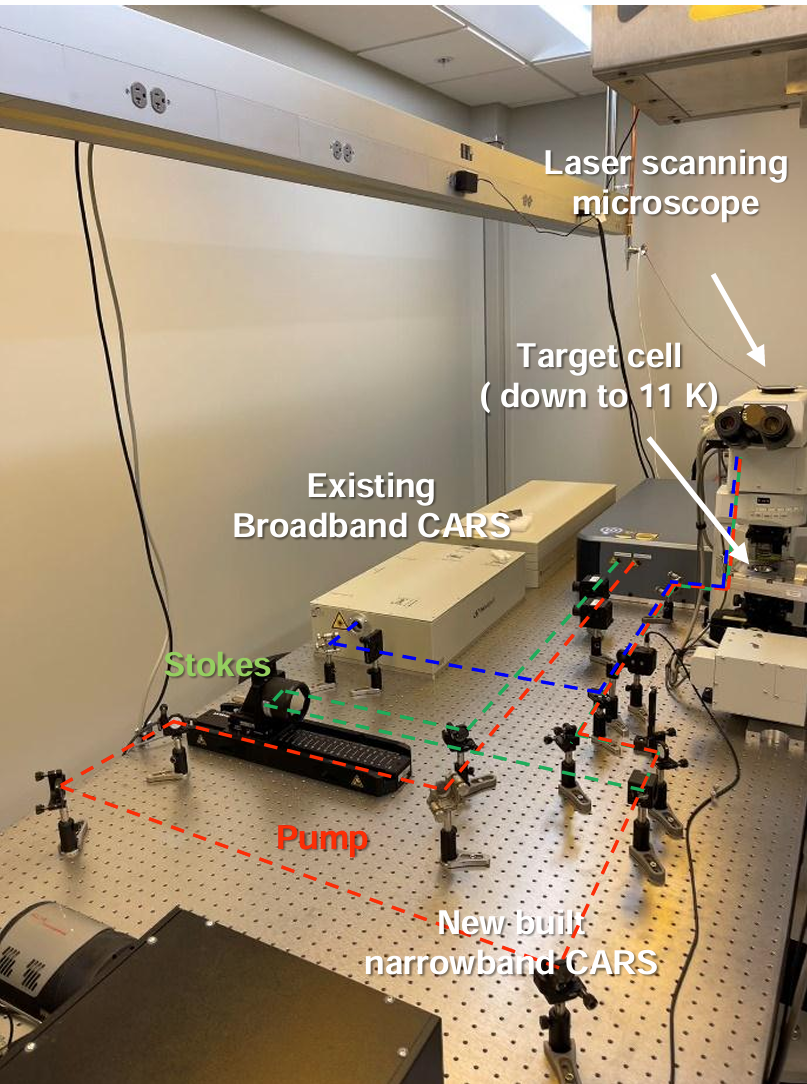 Laser scanning
microscope
Target cell
( down to 11 K)
Existing
Broadband CARS
Stokes
Pump
New built
narrowband CARS